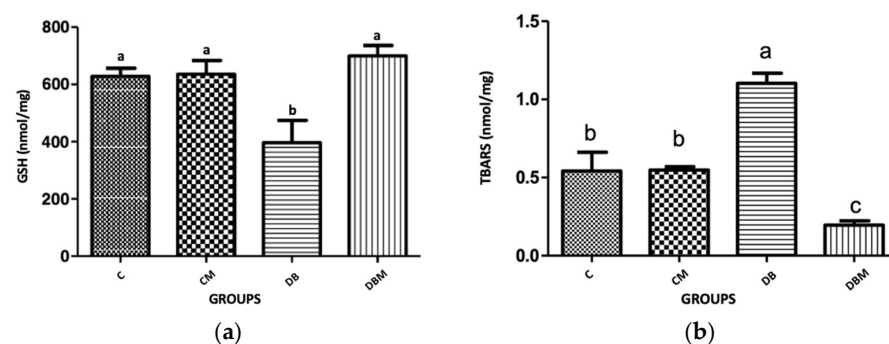 GSH (nmol/mg)
800
600
400
200
0
a
a
b
a
C
CM
DB
DBM
GROUPS
(a)
TBARS (nmol/mg)
1.5
1.0
0.5
0.0
b
b
a
c
C
CM
DB
DBM
GROUPS
(b)